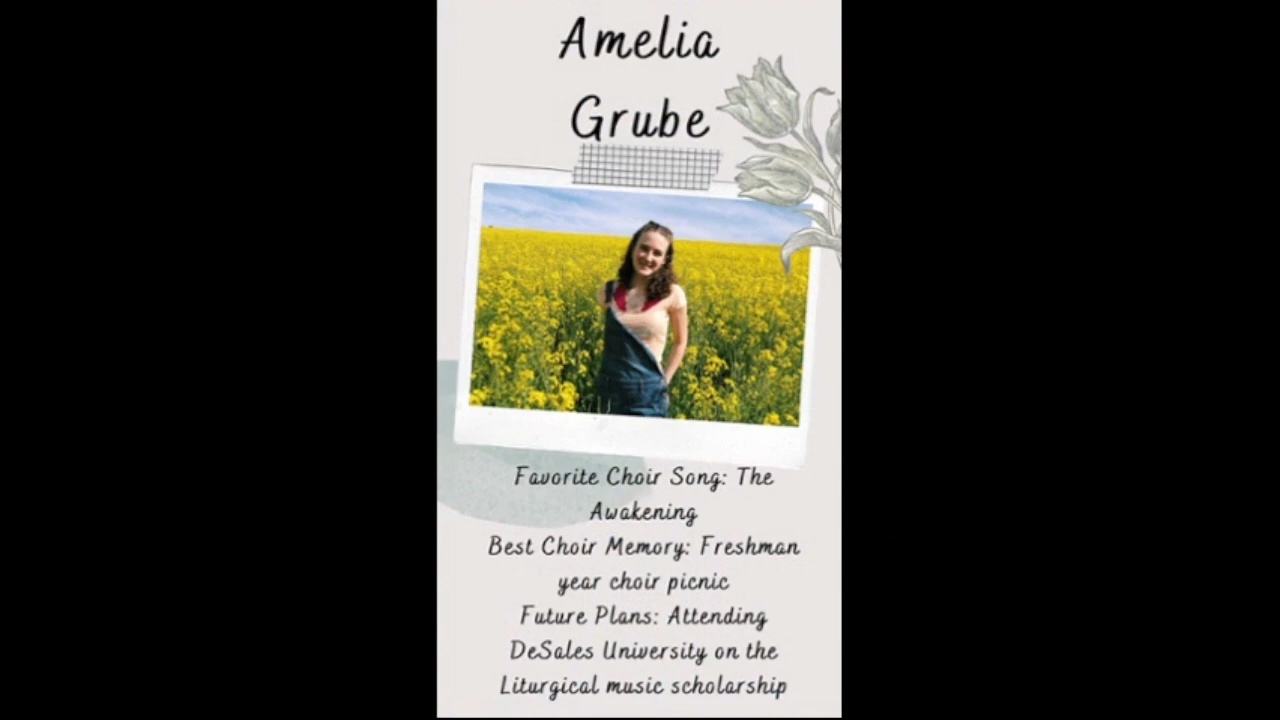 Amelia
Grube
Favorite Choir Song: The
Awakening
Best Choir Memory: Freshman
year choir picnic
Future Plans: Attending
DeSales University on the
Liturgical music scholarship